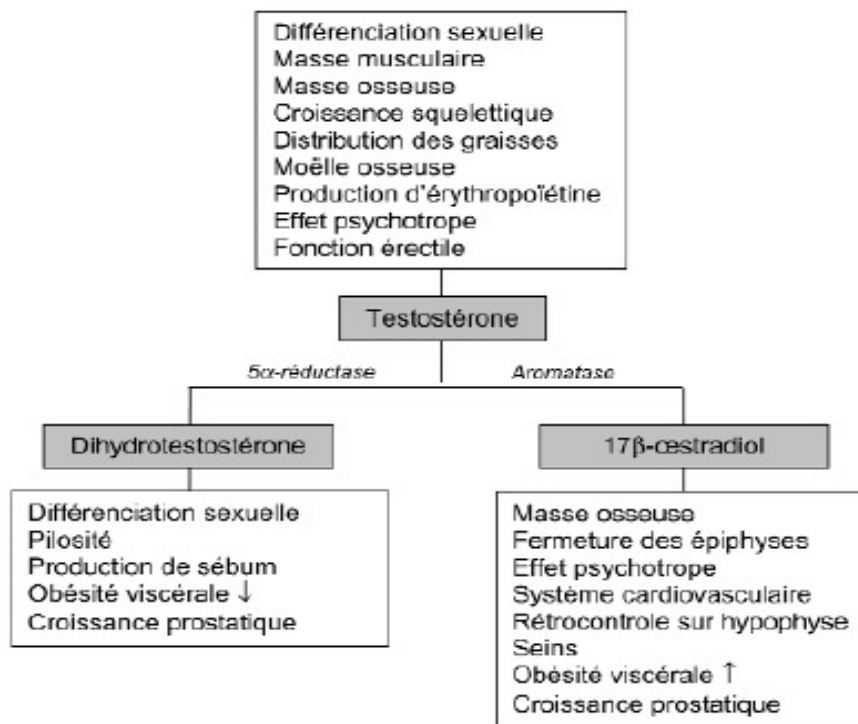 Différenciation sexuelle
Masse musculaire
Masse osseuse
Croissance squelettique
Distribution des graisses
Moëlle osseuse
Production d'érythropoïétine
Effet psychotrope
Fonction érectile
Testostérone
5α-réductase
Aromatase
Dihydrotestostérone
17β-œstradiol
Différenciation sexuelle
Pilosité
Production de sébum
Obésité viscérale ↓
Croissance prostatique
Masse osseuse
Fermeture des épiphyses
Effet psychotrope
Système cardiovasculaire
Rétrocontrole sur hypophyse
Seins
Obésité viscérale ↑
Croissance prostatique